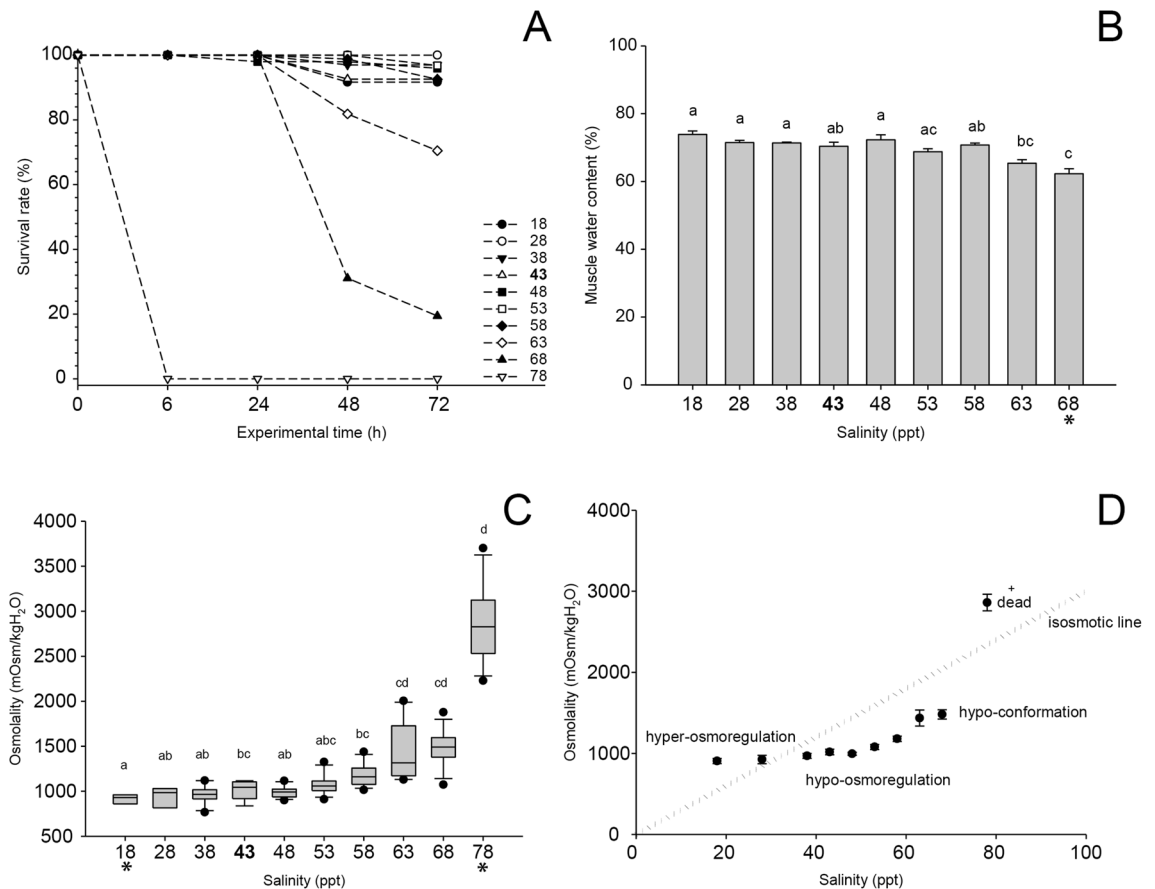 A
100
80
60
40
20
0
Survival rate (%)
0 6 24 48 72
Experimental time (h)
18
28
38
43
48
53
58
63
68
78
B
100
80
60
40
20
0
Muscle water content (%)
a a a ab a ac ab bc c
18 28 38 43 48 53 58 63 68
*
Salinity (ppt)
C
4000
3500
3000
2500
2000
1500
1000
500
Osmolality (mOsm/kgH₂O)
a ab ab bc ab abc bc cd cd d
18 28 38 43 48 53 58 63 68 78
* *
Salinity (ppt)
D
4000
3000
2000
1000
0
Osmolality (mOsm/kgH₂O)
+
dead
isosmotic line
hypo-conformation
hyper-osmoregulation
hypo-osmoregulation
0 20 40 60 80 100
Salinity (ppt)